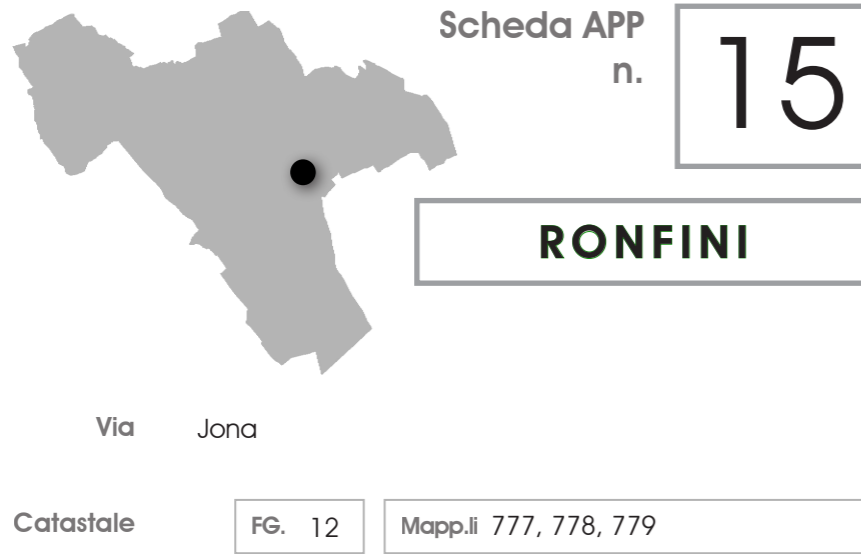 Scheda APP
n.
15
RONFINI
Via Jona
Catastale FG. 12 Mapp.li 777, 778, 779